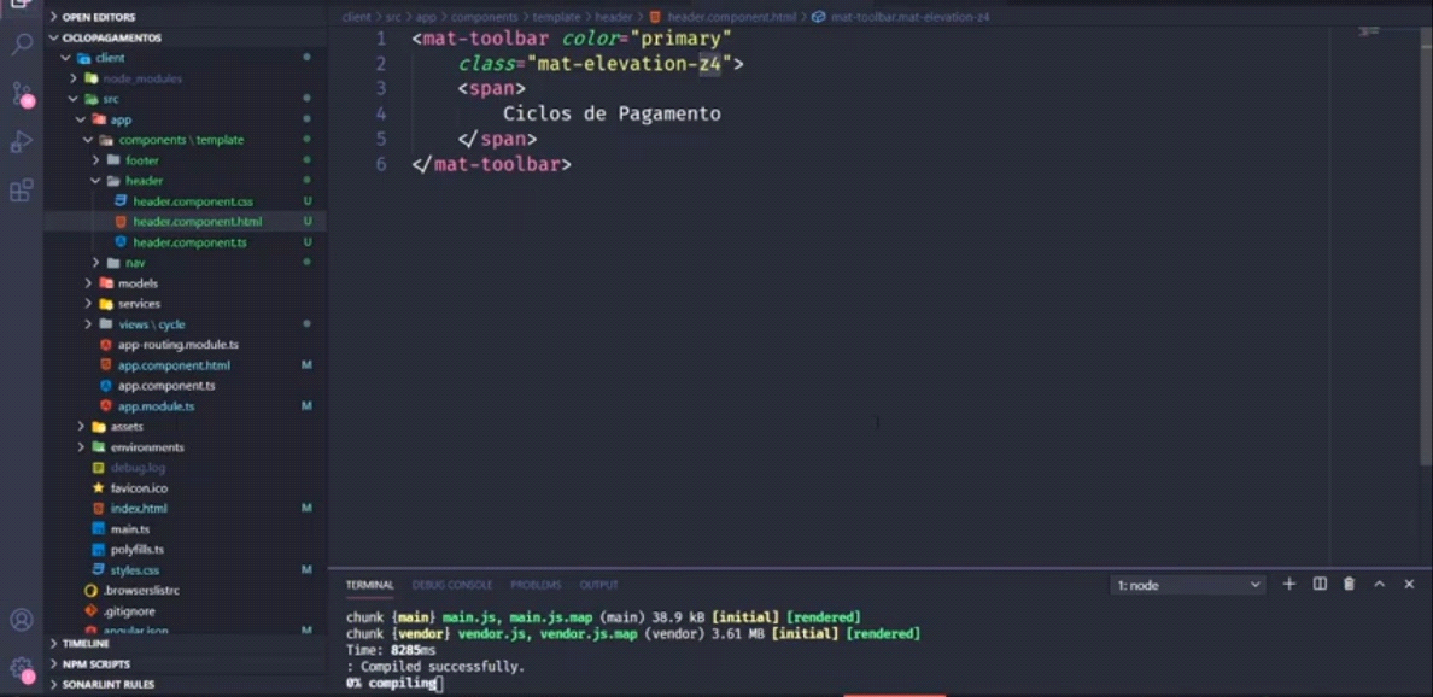 OPEN EDITORS
CICLOPAGAMENTOS
client
node_modules
src
app
components \ template
footer
header
header.component.css U
header.component.html U
header.component.ts U
nav
models
services
views \ cycle
app-routing.module.ts
app.component.html M
app.component.ts
app.module.ts M
assets
environments
debug.log
favicon.ico
index.html M
main.ts
polyfills.ts
styles.css M
.browserslistrc
.gitignore
angular.json M
TIMELINE
NPM SCRIPTS
SONARLINT RULES
client > src > app > components > template > header > header.component.html > mat-toolbar.mat-elevation-z4
1 <mat-toolbar color="primary"
2 class="mat-elevation-z4">
3 <span>
4 Ciclos de Pagamento
5 </span>
6 </mat-toolbar>
TERMINAL DEBUG CONSOLE PROBLEMS OUTPUT 1: node
chunk {main} main.js, main.js.map (main) 38.9 kB [initial] [rendered]
chunk {vendor} vendor.js, vendor.js.map (vendor) 3.61 MB [initial] [rendered]
Time: 8285ms
: Compiled successfully.
0% compiling